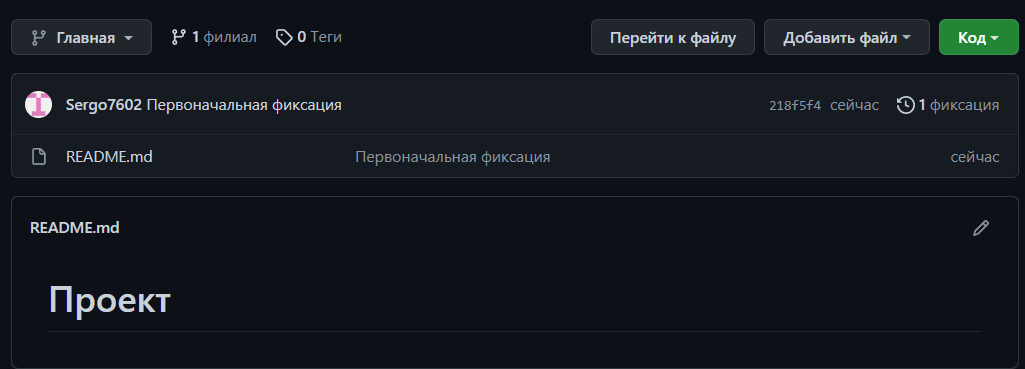 Главная 1 филиал 0 Теги Перейти к файлу Добавить файл Код
Sergo7602 Первоначальная фиксация 218f5f4 сейчас 1 фиксация
README.md Первоначальная фиксация сейчас
README.md
Проект